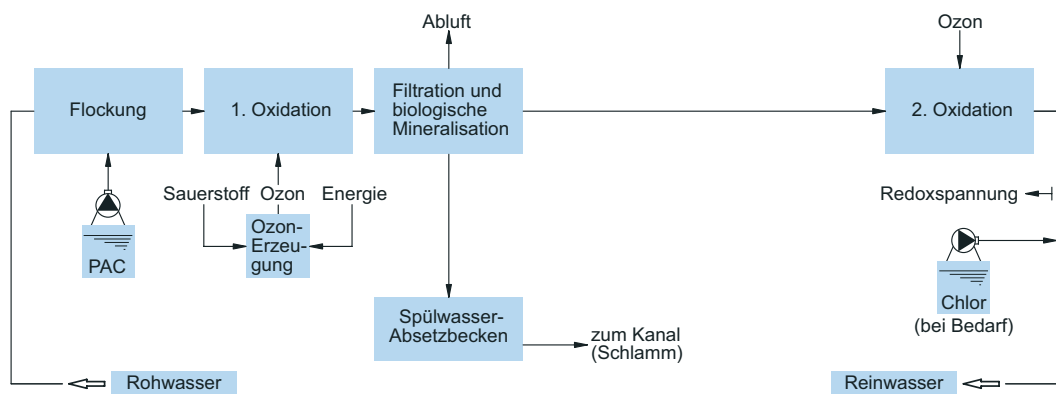 Abluft
Ozon
Flockung
1. Oxidation
Filtration und
biologische
Mineralisation
2. Oxidation
Sauerstoff
Ozon
Energie
Redoxspannung
Ozon-
Erzeu-
gung
PAC
Chlor
(bei Bedarf)
Spülwasser-
Absetzbecken
zum Kanal
(Schlamm)
Rohwasser
Reinwasser